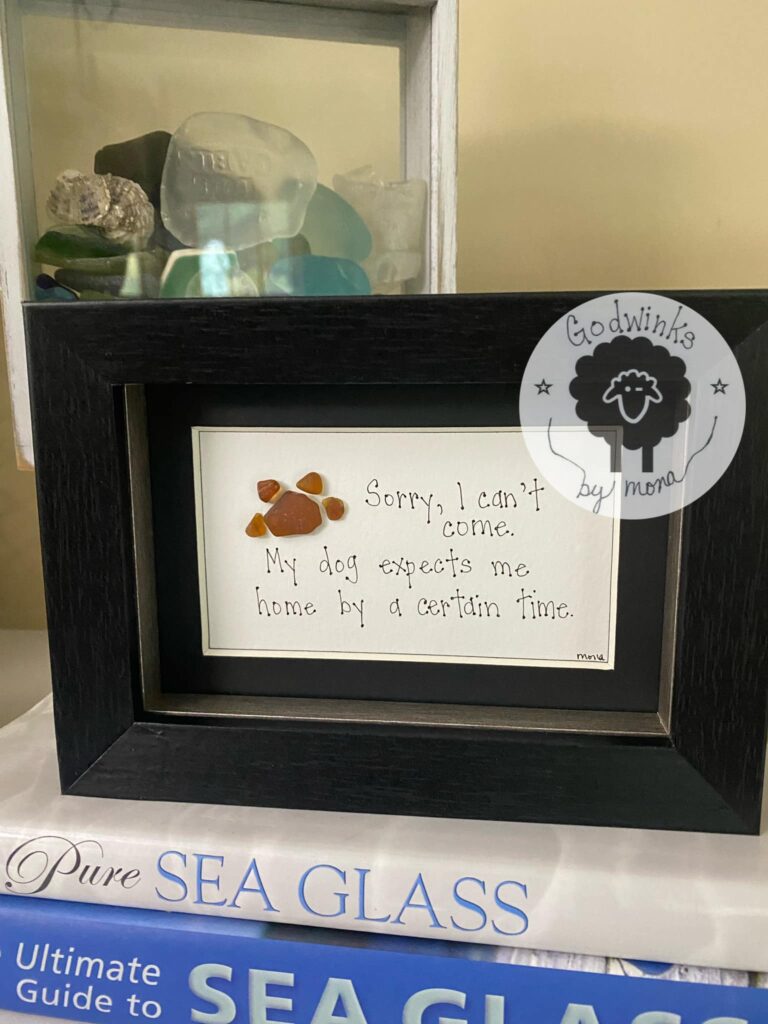 Godwinks
by mona
Sorry, I can't
come.
My dog expects me
home by a certain time.
mona
Pure SEA GLASS
Ultimate
Guide to
SEA GLASS